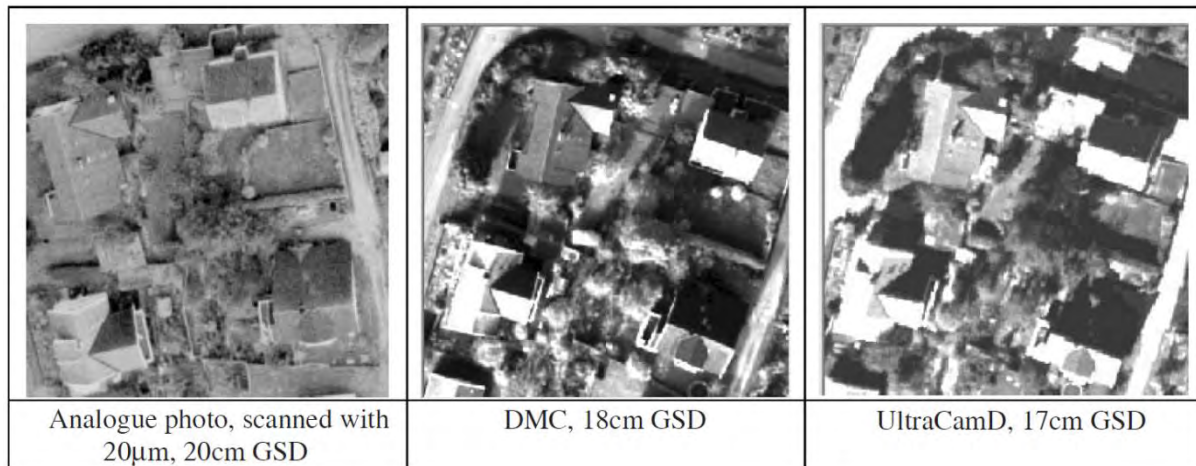 Analogue photo, scanned with
20µm, 20cm GSD
DMC, 18cm GSD
UltraCamD, 17cm GSD